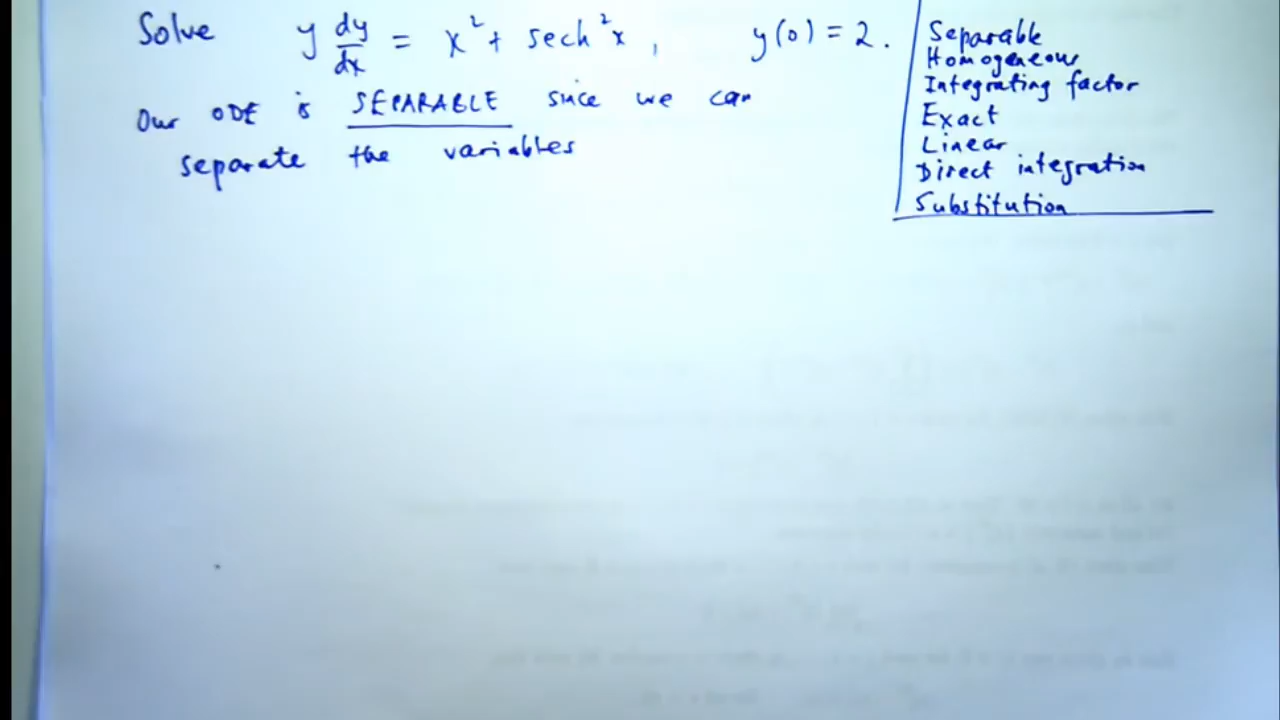 Solve y dy/dx = x² + sech²x , y(0) = 2.
Our ODE is SEPARABLE since we can
separate the variables
Separable
Homogeneous
Integrating factor
Exact
Linear
Direct integration
Substitution